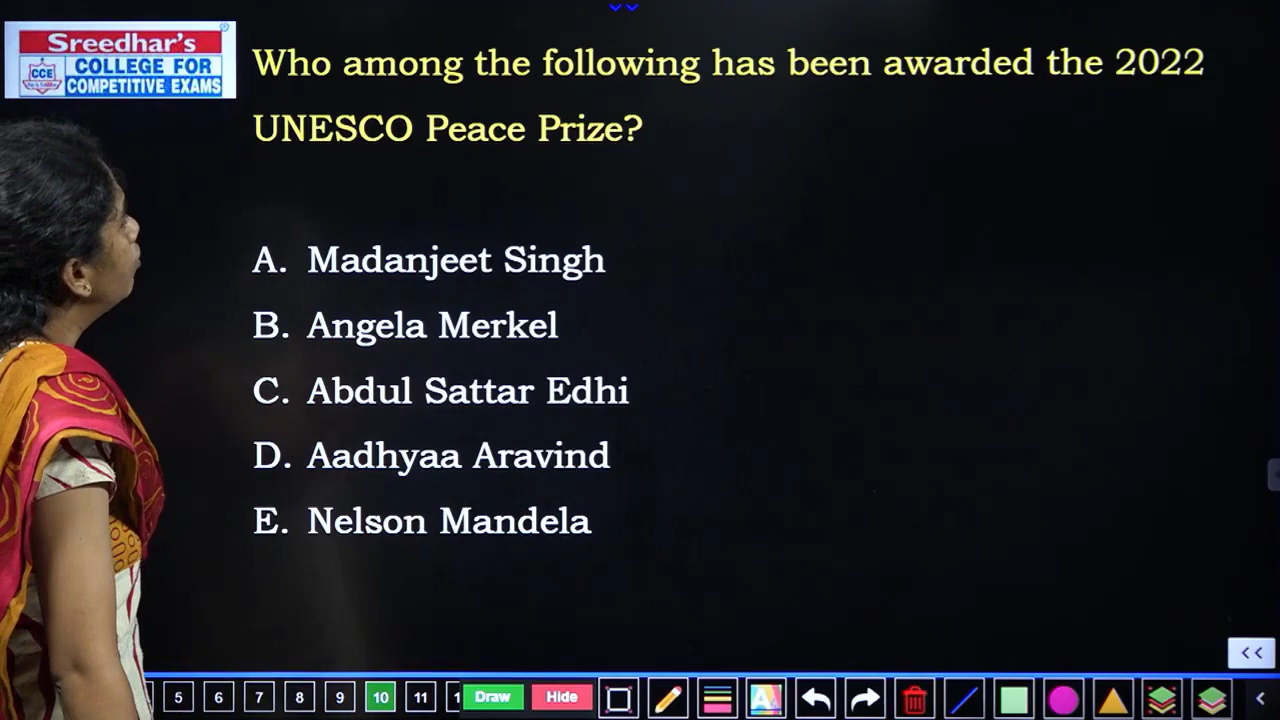 Sreedhar's
CCE
COLLEGE FOR
COMPETITIVE EXAMS
Who among the following has been awarded the 2022
UNESCO Peace Prize?
A. Madanjeet Singh
B. Angela Merkel
C. Abdul Sattar Edhi
D. Aadhyaa Aravind
E. Nelson Mandela
<<
5 6 7 8 9 10 11 1 Draw Hide A